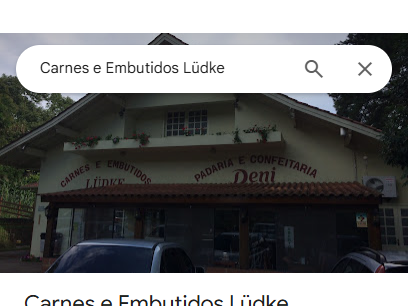 Carnes e Embutidos Lüdke
CARNES E EMBUTIDOS
LÜDKE
PADARIA E CONFEITARIA
Deni
Carnes e Embutidos Lüdke